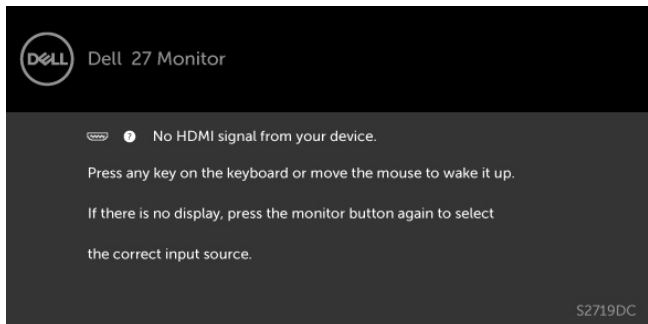 DELL Dell 27 Monitor
? No HDMI signal from your device.
Press any key on the keyboard or move the mouse to wake it up.
If there is no display, press the monitor button again to select
the correct input source.
S2719DC